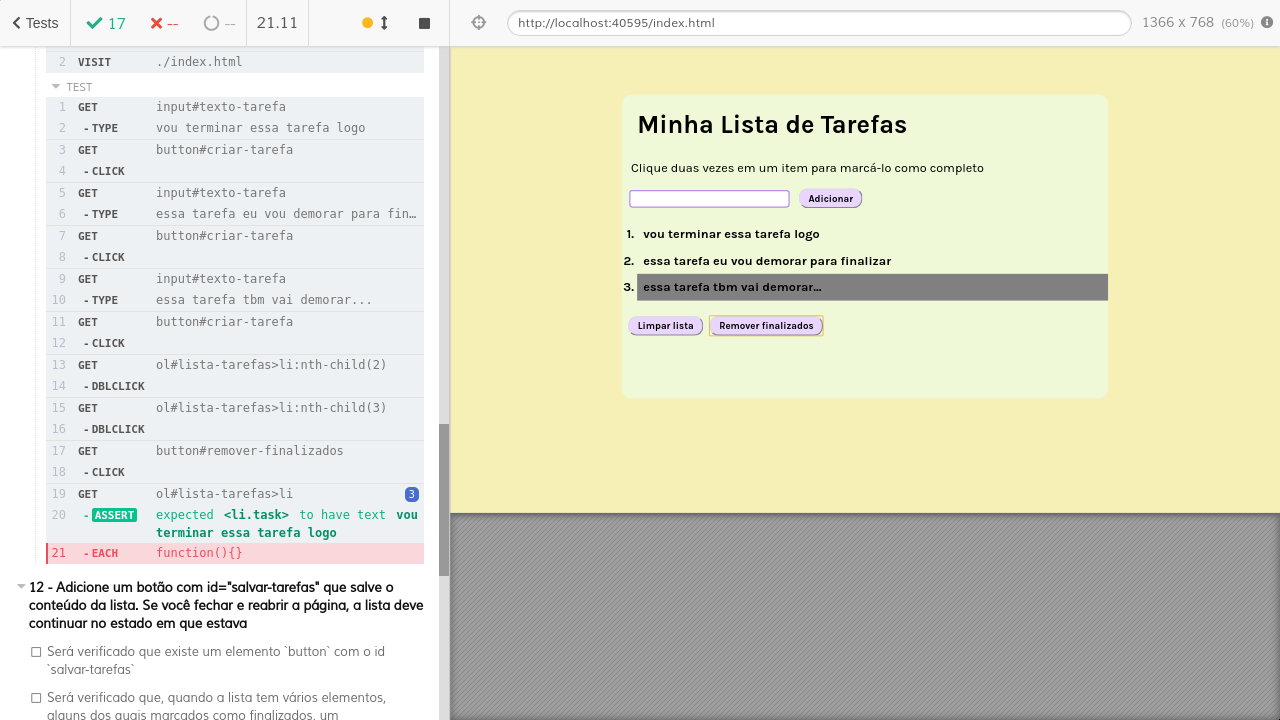 Tests
17
--
--
21.11
http://localhost:40595/index.html
1366 x 768 (60%)
2 VISIT ./index.html
TEST
1 GET input#texto-tarefa
2 -TYPE vou terminar essa tarefa logo
3 GET button#criar-tarefa
4 -CLICK
5 GET input#texto-tarefa
6 -TYPE essa tarefa eu vou demorar para fin…
7 GET button#criar-tarefa
8 -CLICK
9 GET input#texto-tarefa
10 -TYPE essa tarefa tbm vai demorar...
11 GET button#criar-tarefa
12 -CLICK
13 GET ol#lista-tarefas>li:nth-child(2)
14 -DBLCLICK
15 GET ol#lista-tarefas>li:nth-child(3)
16 -DBLCLICK
17 GET button#remover-finalizados
18 -CLICK
19 GET ol#lista-tarefas>li 3
20 -ASSERT expected <li.task> to have text vou
terminar essa tarefa logo
21 -EACH function(){}
12 - Adicione um botão com id="salvar-tarefas" que salve o
conteúdo da lista. Se você fechar e reabrir a página, a lista deve
continuar no estado em que estava
Será verificado que existe um elemento `button` com o id
`salvar-tarefas`
Será verificado que, quando a lista tem vários elementos,
alguns dos quais marcados como finalizados, um
Minha Lista de Tarefas
Clique duas vezes em um item para marcá-lo como completo
Adicionar
1. vou terminar essa tarefa logo
2. essa tarefa eu vou demorar para finalizar
3. essa tarefa tbm vai demorar...
Limpar lista
Remover finalizados